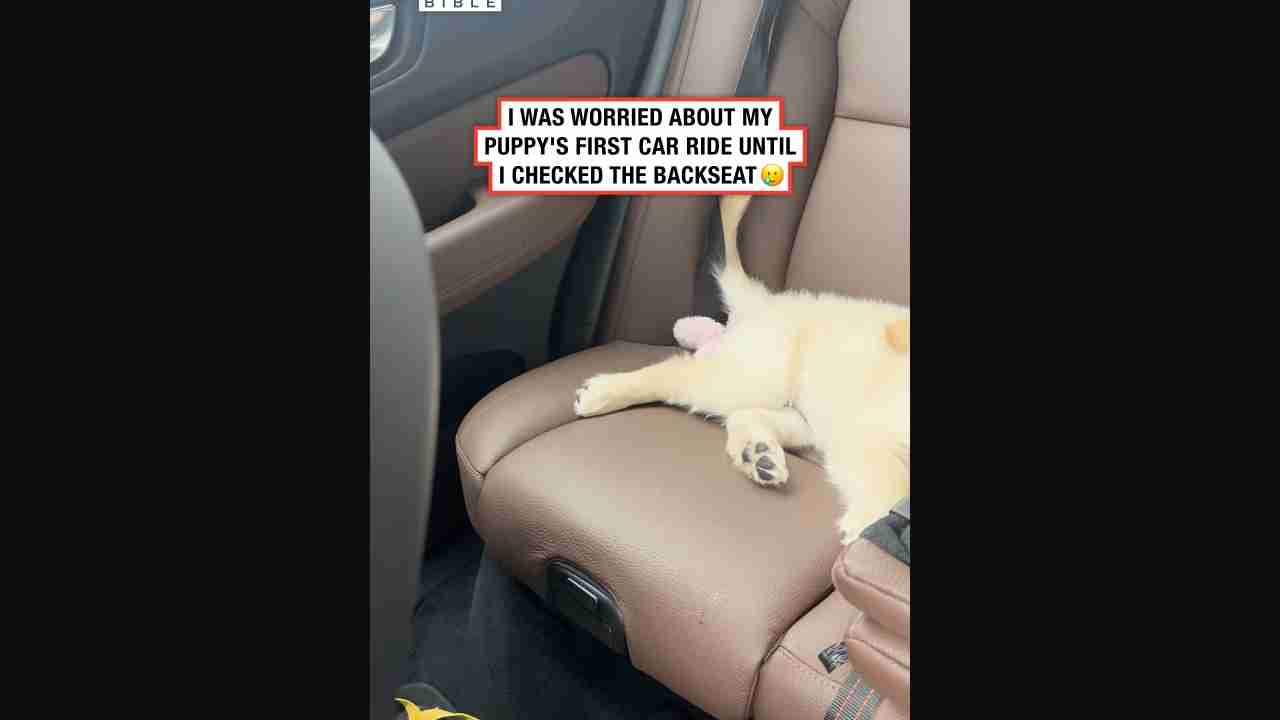 BIBLE
I WAS WORRIED ABOUT MY
PUPPY'S FIRST CAR RIDE UNTIL
I CHECKED THE BACKSEAT🥲